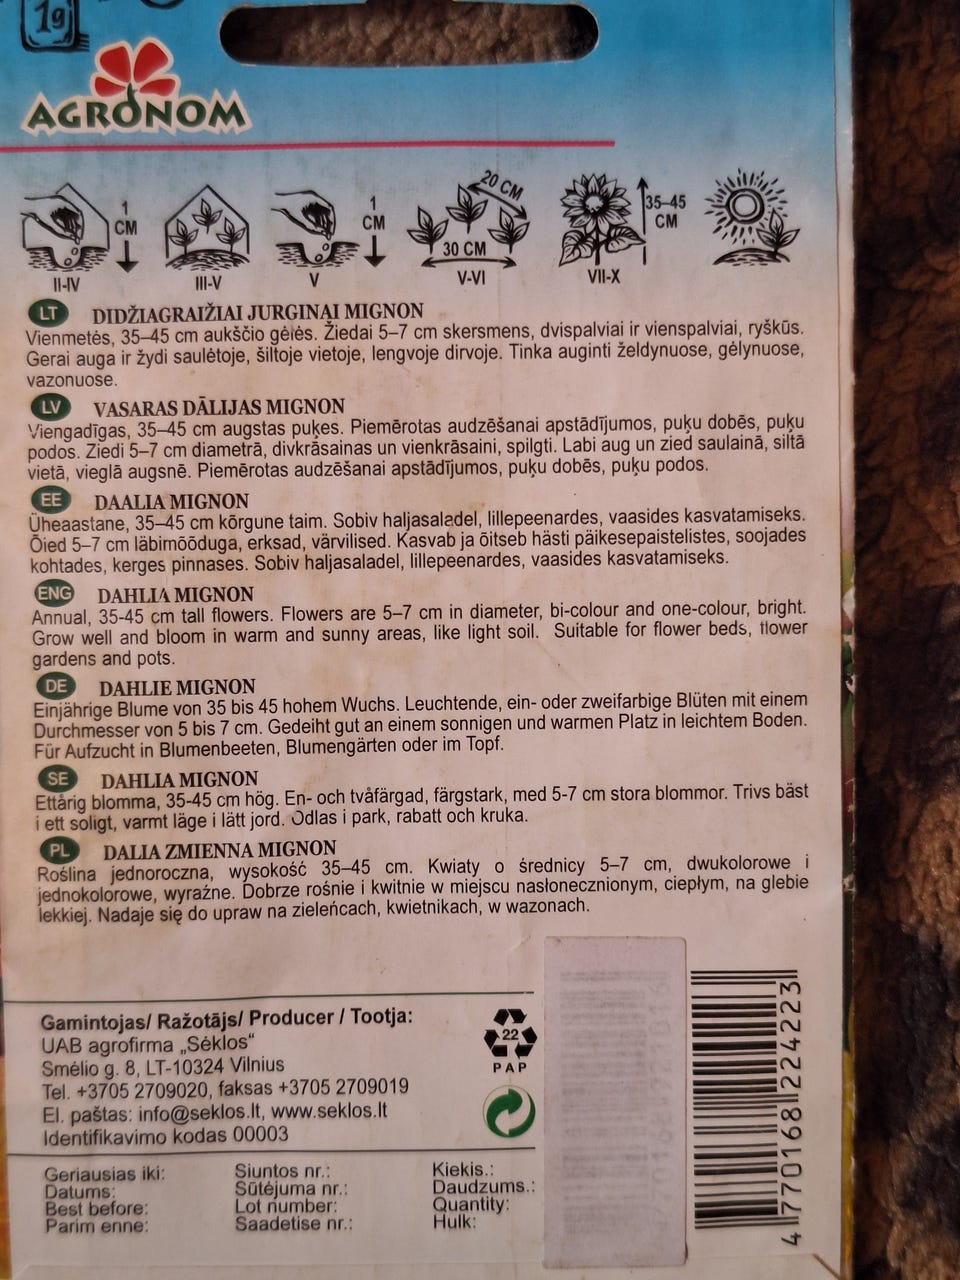 1g
AGRONOM
1 CM
II-IV
III-V
1 CM
V
20 CM
30 CM
V-VI
35–45 CM
VII-X
LT DIDŽIAGRAIŽIAI JURGINAI MIGNON
Vienmetės, 35–45 cm aukščio gėlės. Žiedai 5–7 cm skersmens, dvispalviai ir vienspalviai, ryškūs.
Gerai auga ir žydi saulėtoje, šiltoje vietoje, lengvoje dirvoje. Tinka auginti želdynuose, gėlynuose,
vazonuose.
LV VASARAS DĀLIJAS MIGNON
Viengadīgas, 35–45 cm augstas puķes. Piemērotas audzēšanai apstādījumos, puķu dobēs, puķu
podos. Ziedi 5–7 cm diametrā, divkrāsainas un vienkrāsaini, spilgti. Labi aug un zied saulainā, siltā
vietā, vieglā augsnē. Piemērotas audzēšanai apstādījumos, puķu dobēs, puķu podos.
EE DAALIA MIGNON
Üheaastane, 35–45 cm kõrgune taim. Sobiv haljasaladel, lillepeenardes, vaasides kasvatamiseks.
Õied 5–7 cm läbimõõduga, erksad, värvilised. Kasvab ja õitseb hästi päikesepaistelistes, soojades
kohtades, kerges pinnases. Sobiv haljasaladel, lillepeenardes, vaasides kasvatamiseks.
ENG DAHLIA MIGNON
Annual, 35-45 cm tall flowers. Flowers are 5–7 cm in diameter, bi-colour and one-colour, bright.
Grow well and bloom in warm and sunny areas, like light soil. Suitable for flower beds, flower
gardens and pots.
DE DAHLIE MIGNON
Einjährige Blume von 35 bis 45 hohem Wuchs. Leuchtende, ein- oder zweifarbige Blüten mit einem
Durchmesser von 5 bis 7 cm. Gedeiht gut an einem sonnigen und warmen Platz in leichtem Boden.
Für Aufzucht in Blumenbeeten, Blumengärten oder im Topf.
SE DAHLIA MIGNON
Ettårig blomma, 35-45 cm hög. En- och tvåfärgad, färgstark, med 5-7 cm stora blommor. Trivs bäst
i ett soligt, varmt läge i lätt jord. Odlas i park, rabatt och kruka.
PL DALIA ZMIENNA MIGNON
Roślina jednoroczna, wysokość 35–45 cm. Kwiaty o średnicy 5–7 cm, dwukolorowe i
jednokolorowe, wyraźne. Dobrze rośnie i kwitnie w miejscu nasłonecznionym, ciepłym, na glebie
lekkiej. Nadaje się do upraw na zieleńcach, kwietnikach, w wazonach.
Gamintojas/ Ražotājs/ Producer / Tootja:
UAB agrofirma „Sėklos“
Smėlio g. 8, LT-10324 Vilnius
Tel. +3705 2709020, faksas +3705 2709019
El. paštas: info@seklos.lt, www.seklos.lt
Identifikavimo kodas 00003
22
PAP
Geriausias iki: Siuntos nr.: Kiekis.:
Datums: Sūtėjuma nr.: Daudzums.:
Best before: Lot number: Quantity:
Parim enne: Saadetise nr.: Hulk:
4 770168 224223